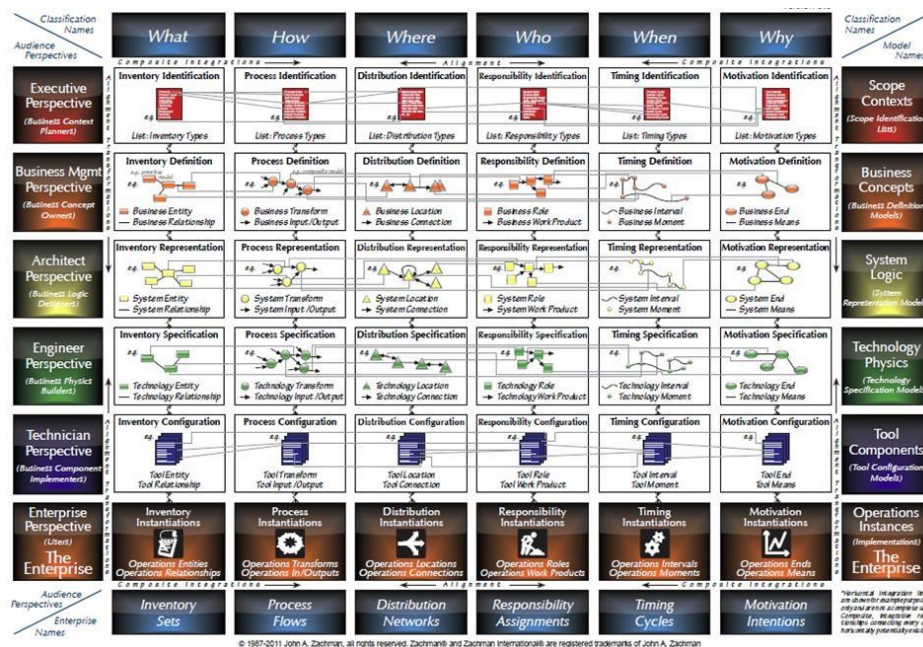 Classification Names
Audience Perspectives
What
How
Where
Who
When
Why
Classification Names
Model Names
Composite Integrations
Alignment
Composite Integrations
Executive Perspective
(Business Context Planners)
Alignment
Transformations
Inventory Identification
List: Inventory Types
Process Identification
List: Process Types
Distribution Identification
List: Distribution Types
Responsibility Identification
List: Responsibility Types
Timing Identification
List: Timing Types
Motivation Identification
List: Motivation Types
Alignment
Transformations
Scope Contexts
(Scope Identification Lists)
Business Mgmt Perspective
(Business Concept Owners)
Inventory Definition
e.g. primitive model
Business Entity
Business Relationship
Process Definition
e.g. composite model
Business Transform
Business Input/Output
Distribution Definition
e.g.
Business Location
Business Connection
Responsibility Definition
e.g.
Business Role
Business Work Product
Timing Definition
e.g.
Business Interval
Business Moment
Motivation Definition
e.g.
Business End
Business Means
Business Concepts
(Business Definition Models)
Architect Perspective
(Business Logic Designers)
Inventory Representation
e.g.
System Entity
System Relationship
Process Representation
e.g.
System Transform
System Input /Output
Distribution Representation
e.g.
System Location
System Connection
Responsibility Representation
e.g.
System Role
System Work Product
Timing Representation
e.g.
System Interval
System Moment
Motivation Representation
e.g.
System End
System Means
System Logic
(System Representation Models)
Engineer Perspective
(Business Physics Builders)
Inventory Specification
e.g.
Technology Entity
Technology Relationship
Process Specification
e.g.
Technology Transform
Technology Input /Output
Distribution Specification
e.g.
Technology Location
Technology Connection
Responsibility Specification
e.g.
Technology Role
Technology Work Product
Timing Specification
e.g.
Technology Interval
Technology Moment
Motivation Specification
e.g.
Technology End
Technology Means
Technology Physics
(Technology Specification Models)
Technician Perspective
(Business Component Implementers)
Alignment
Transformations
Inventory Configuration
e.g.
Tool Entity
Tool Relationship
Process Configuration
e.g.
Tool Transform
Tool Input /Output
Distribution Configuration
e.g.
Tool Location
Tool Connection
Responsibility Configuration
e.g.
Tool Role
Tool Work Product
Timing Configuration
e.g.
Tool Interval
Tool Moment
Motivation Configuration
e.g.
Tool End
Tool Means
Alignment
Transformations
Tool Components
(Tool Configuration Models)
Enterprise Perspective
(Users)
The Enterprise
Inventory Instantiations
Operations Entities
Operations Relationships
Process Instantiations
Operations Transforms
Operations In/Outputs
Distribution Instantiations
Operations Locations
Operations Connections
Responsibility Instantiations
Operations Roles
Operations Work Products
Timing Instantiations
Operations Intervals
Operations Moments
Motivation Instantiations
Operations Ends
Operations Means
Operations Instances
(Implementations)
The Enterprise
Composite Integrations
Alignment
Composite Integrations
Audience Perspectives
Enterprise Names
Inventory Sets
Process Flows
Distribution Networks
Responsibility Assignments
Timing Cycles
Motivation Intentions
© 1987-2011 John A. Zachman, all rights reserved. Zachman® and Zachman International® are registered trademarks of John A. Zachman